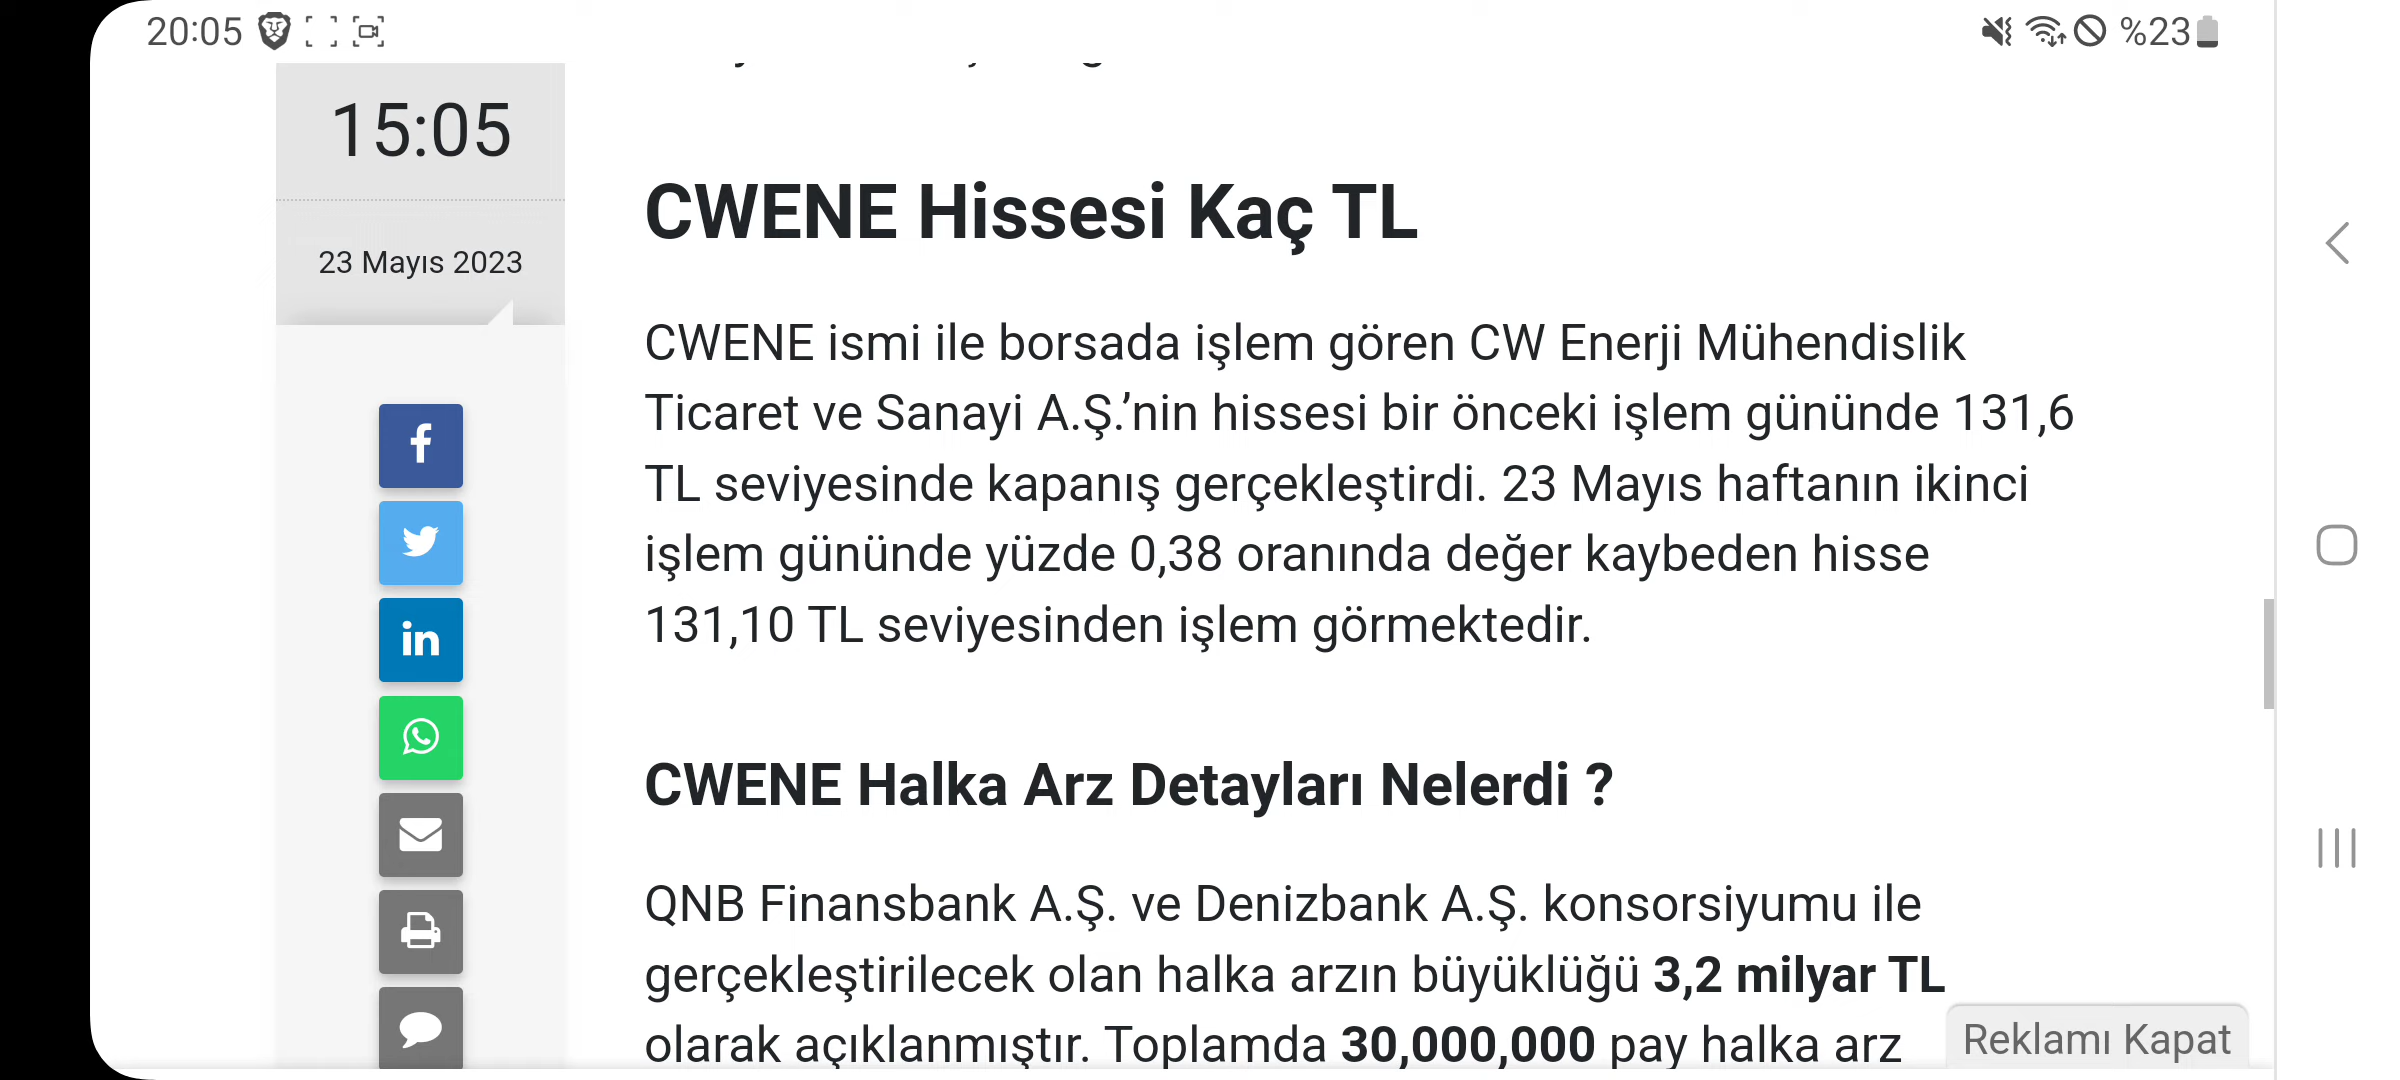 20:05
%23
15:05
23 Mayıs 2023
CWENE Hissesi Kaç TL
CWENE ismi ile borsada işlem gören CW Enerji Mühendislik
Ticaret ve Sanayi A.Ş.’nin hissesi bir önceki işlem gününde 131,6
TL seviyesinde kapanış gerçekleştirdi. 23 Mayıs haftanın ikinci
işlem gününde yüzde 0,38 oranında değer kaybeden hisse
131,10 TL seviyesinden işlem görmektedir.
CWENE Halka Arz Detayları Nelerdi ?
QNB Finansbank A.Ş. ve Denizbank A.Ş. konsorsiyumu ile
gerçekleştirilecek olan halka arzın büyüklüğü 3,2 milyar TL
olarak açıklanmıştır. Toplamda 30,000,000 pay halka arz
Reklamı Kapat